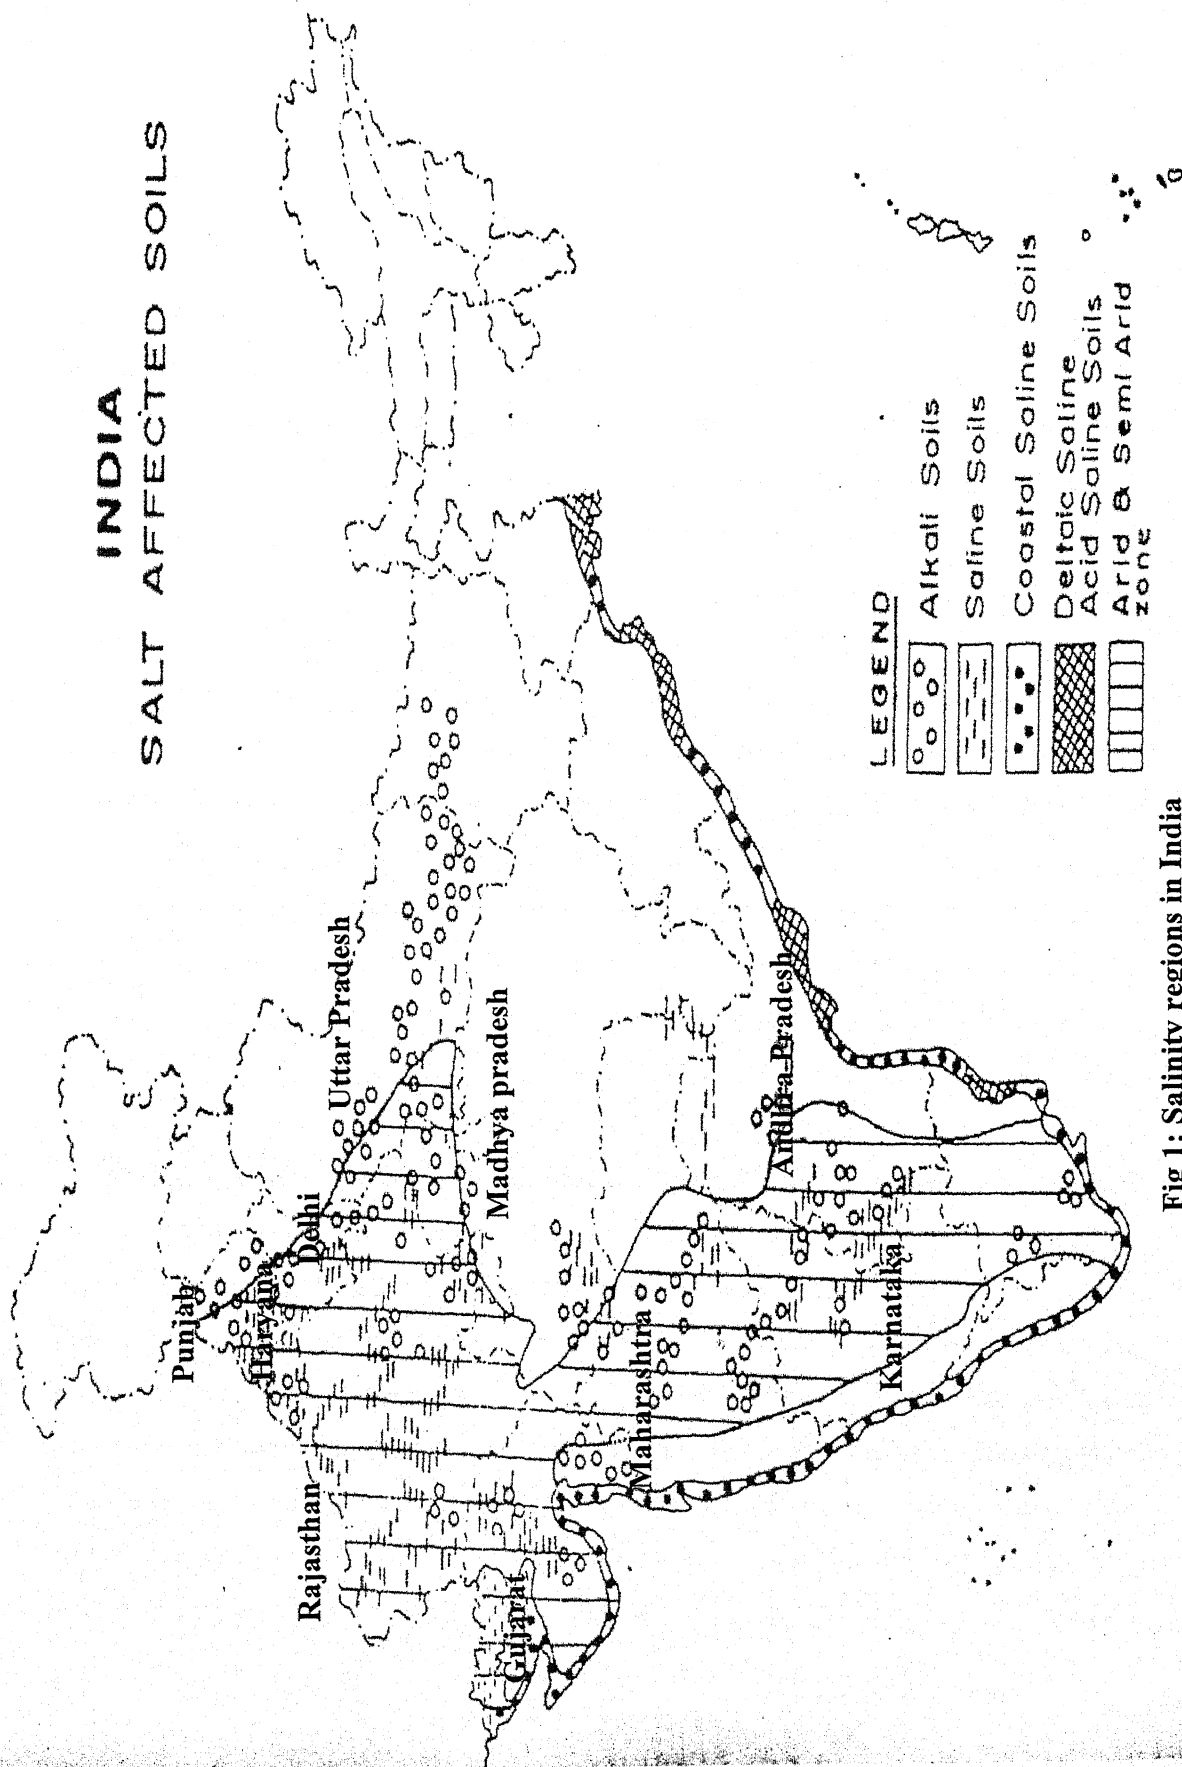 INDIA
SALT AFFECTED SOILS
Punjab
Haryana
Delhi
Uttar Pradesh
Rajasthan
Madhya pradesh
Gujarat
Maharashtra
Andhra Pradesh
Karnataka
LEGEND
Alkali Soils
Saline Soils
Coastal Saline Soils
Deltaic Saline
Acid Saline Soils
Arid & Semi Arid
zone
Fig 1: Salinity regions in India